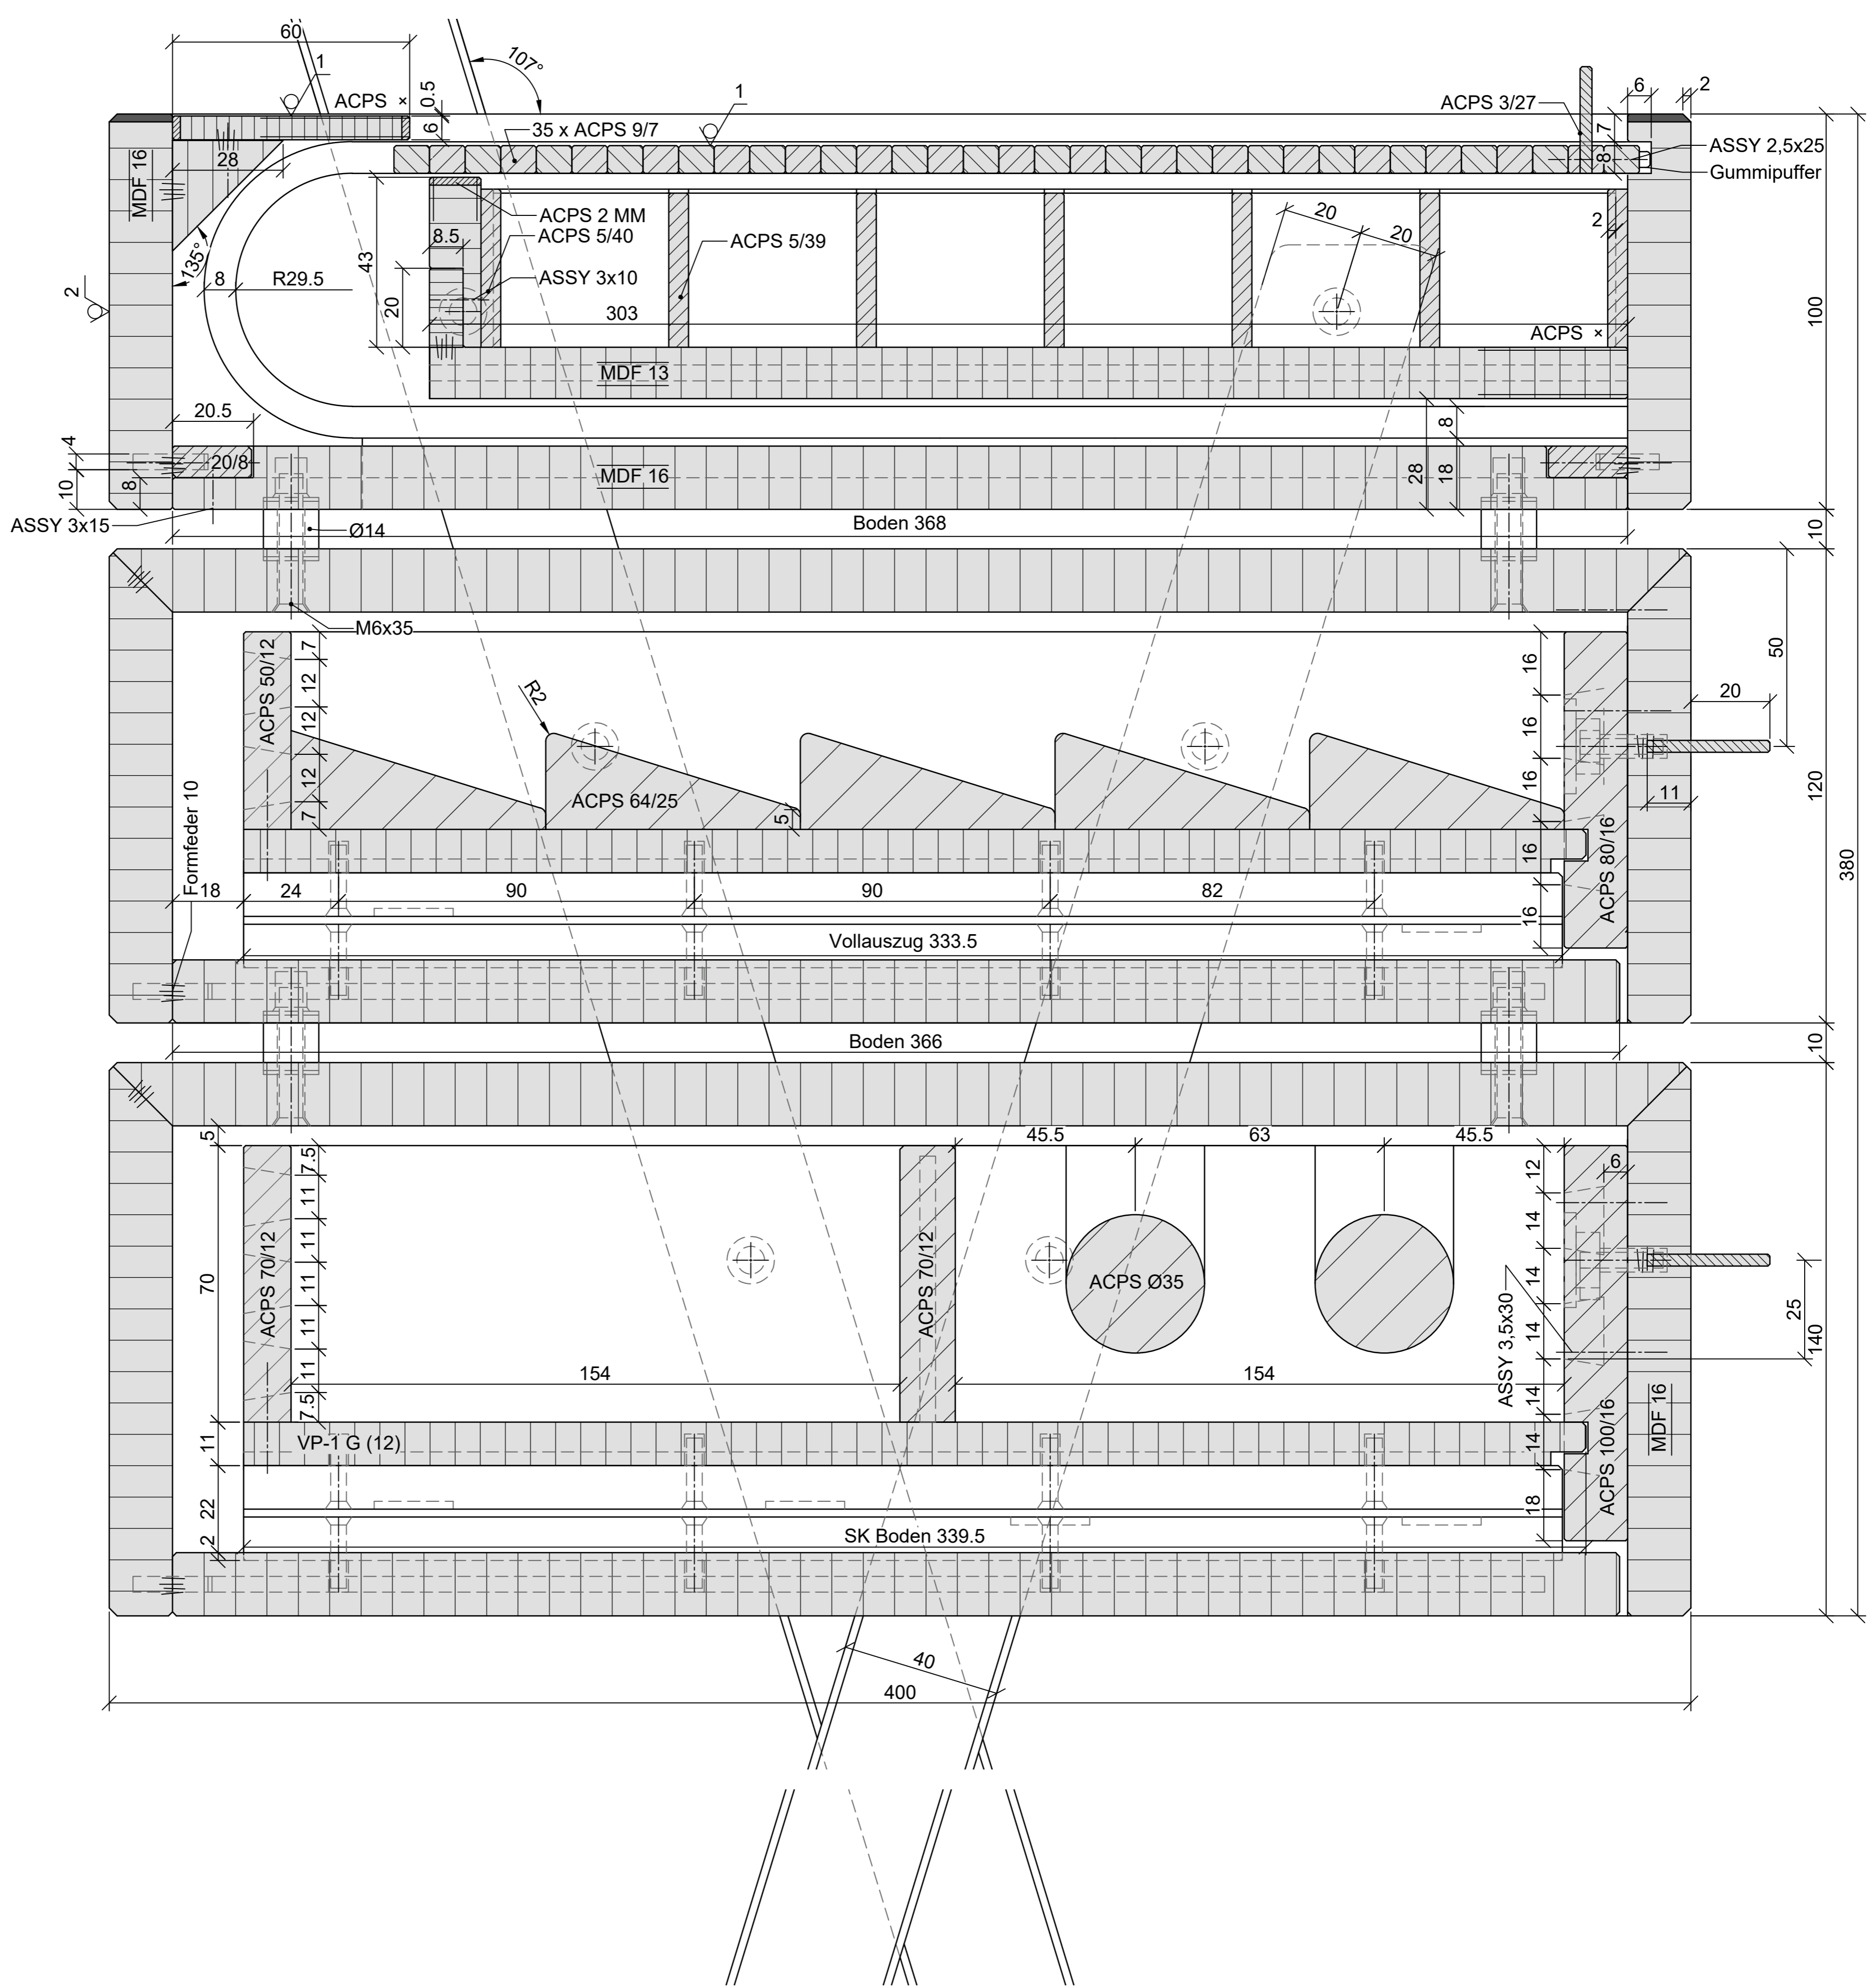 60
1
107°
ACPS ×
0.5
6
1
35 x ACPS 9/7
ACPS 3/27
6
2
7
8
ASSY 2,5x25
Gummipuffer
MDF 16
28
135°
2
8
R29.5
43
20
8.5
ACPS 2 MM
ACPS 5/40
ASSY 3x10
ACPS 5/39
20
20
2
303
ACPS ×
MDF 13
100
20.5
4
10
8
20/8
MDF 16
8
28
18
ASSY 3x15
Ø14
Boden 368
10
M6x35
ACPS 50/12
7
12
12
12
7
R2
ACPS 64/25
5
16
16
16
16
16
50
20
11
120
380
ACPS 80/16
Formfeder 10
18
24
90
90
82
Vollauszug 333.5
Boden 366
10
5
45.5
63
45.5
70
ACPS 70/12
7.5
11
11
11
11
11
7.5
ACPS 70/12
ACPS Ø35
12
14
14
14
14
14
18
6
ASSY 3,5x30
25
140
154
154
MDF 16
ACPS 100/16
11
VP-1 G (12)
22
2
SK Boden 339.5
40
400